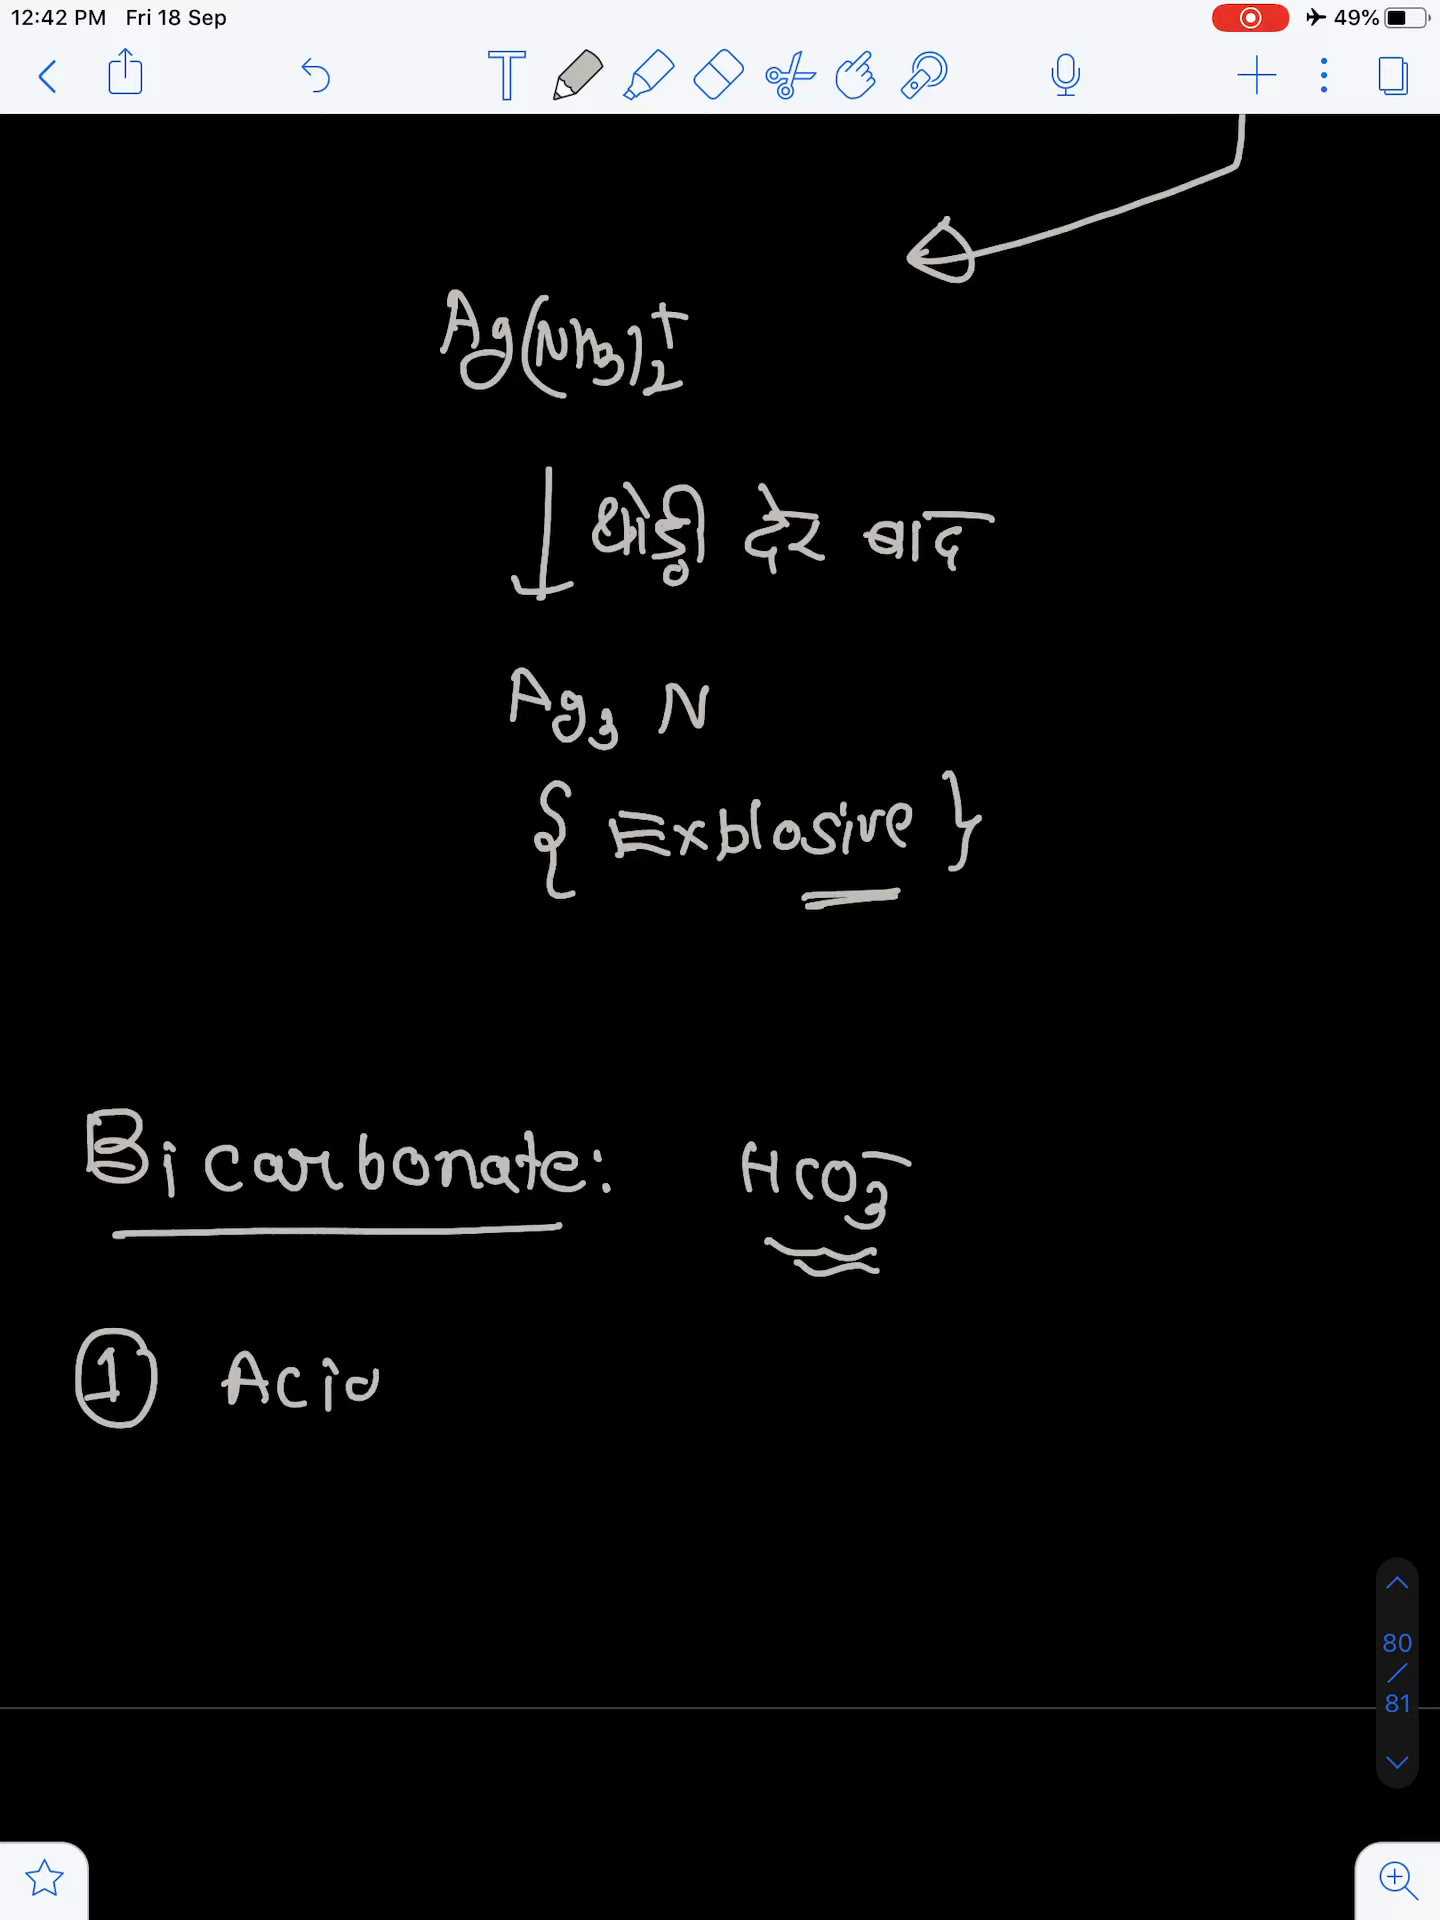 12:42 PM Fri 18 Sep 49%
Ag(NH3)2+
थोड़ी देर बाद
Ag3 N
{ Explosive }
Bicarbonate: HCO3-
1 Acid
80
/
81